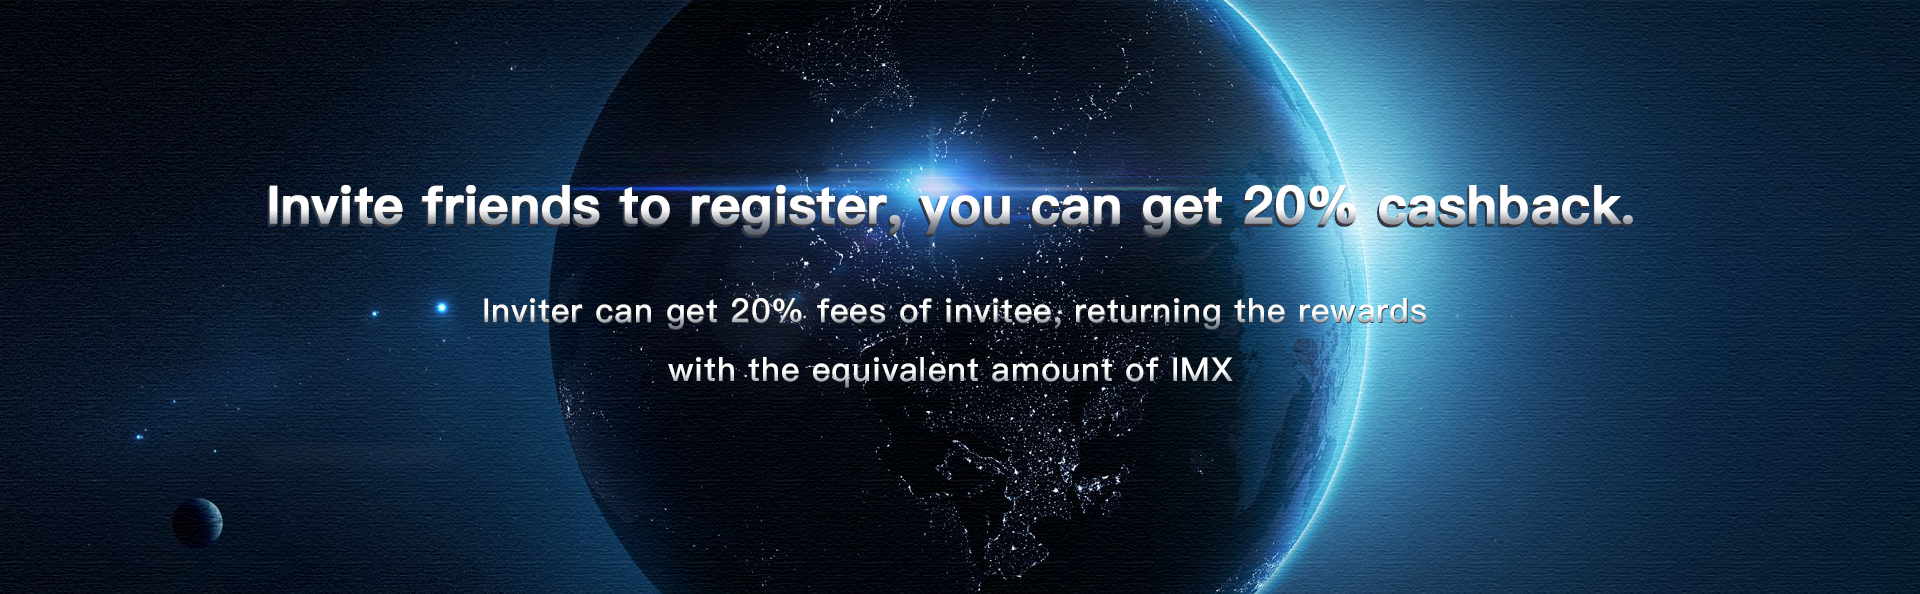 Invite friends to register, you can get 20% cashback.
Inviter can get 20% fees of invitee, returning the rewards
with the equivalent amount of IMX